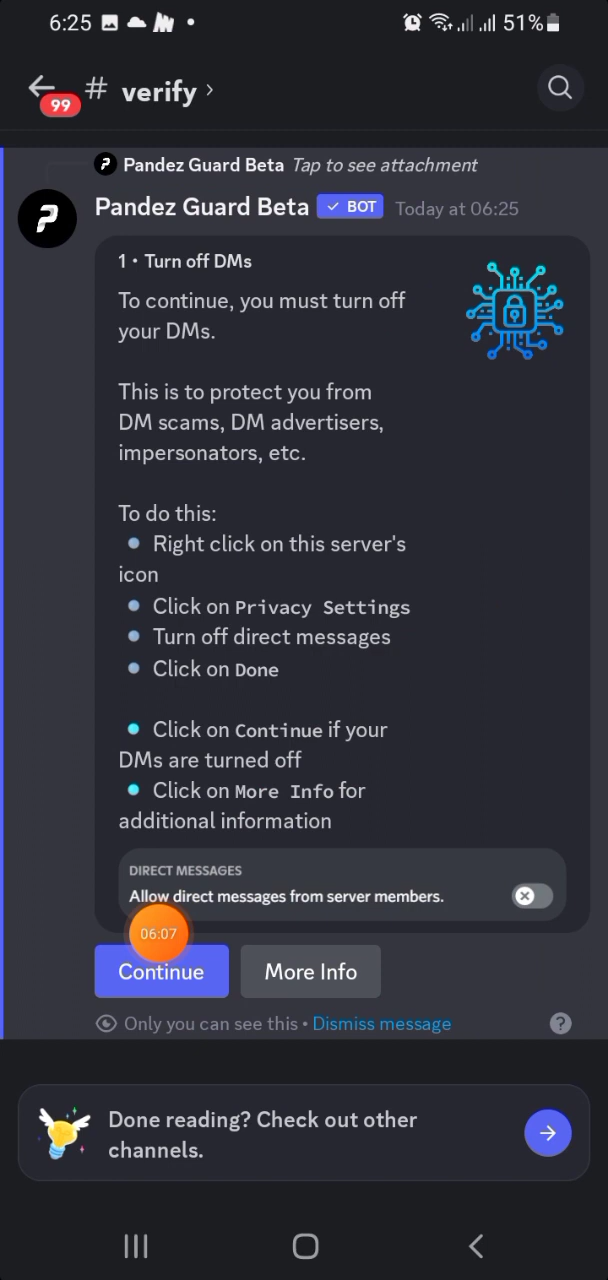 6:25
51%
99
# verify ›
Pandez Guard Beta Tap to see attachment
Pandez Guard Beta ✓ BOT Today at 06:25
1 • Turn off DMs
To continue, you must turn off
your DMs.
This is to protect you from
DM scams, DM advertisers,
impersonators, etc.
To do this:
• Right click on this server's
icon
• Click on Privacy Settings
• Turn off direct messages
• Click on Done
• Click on Continue if your
DMs are turned off
• Click on More Info for
additional information
DIRECT MESSAGES
Allow direct messages from server members.
06:07
Continue More Info
Only you can see this • Dismiss message ?
Done reading? Check out other
channels.